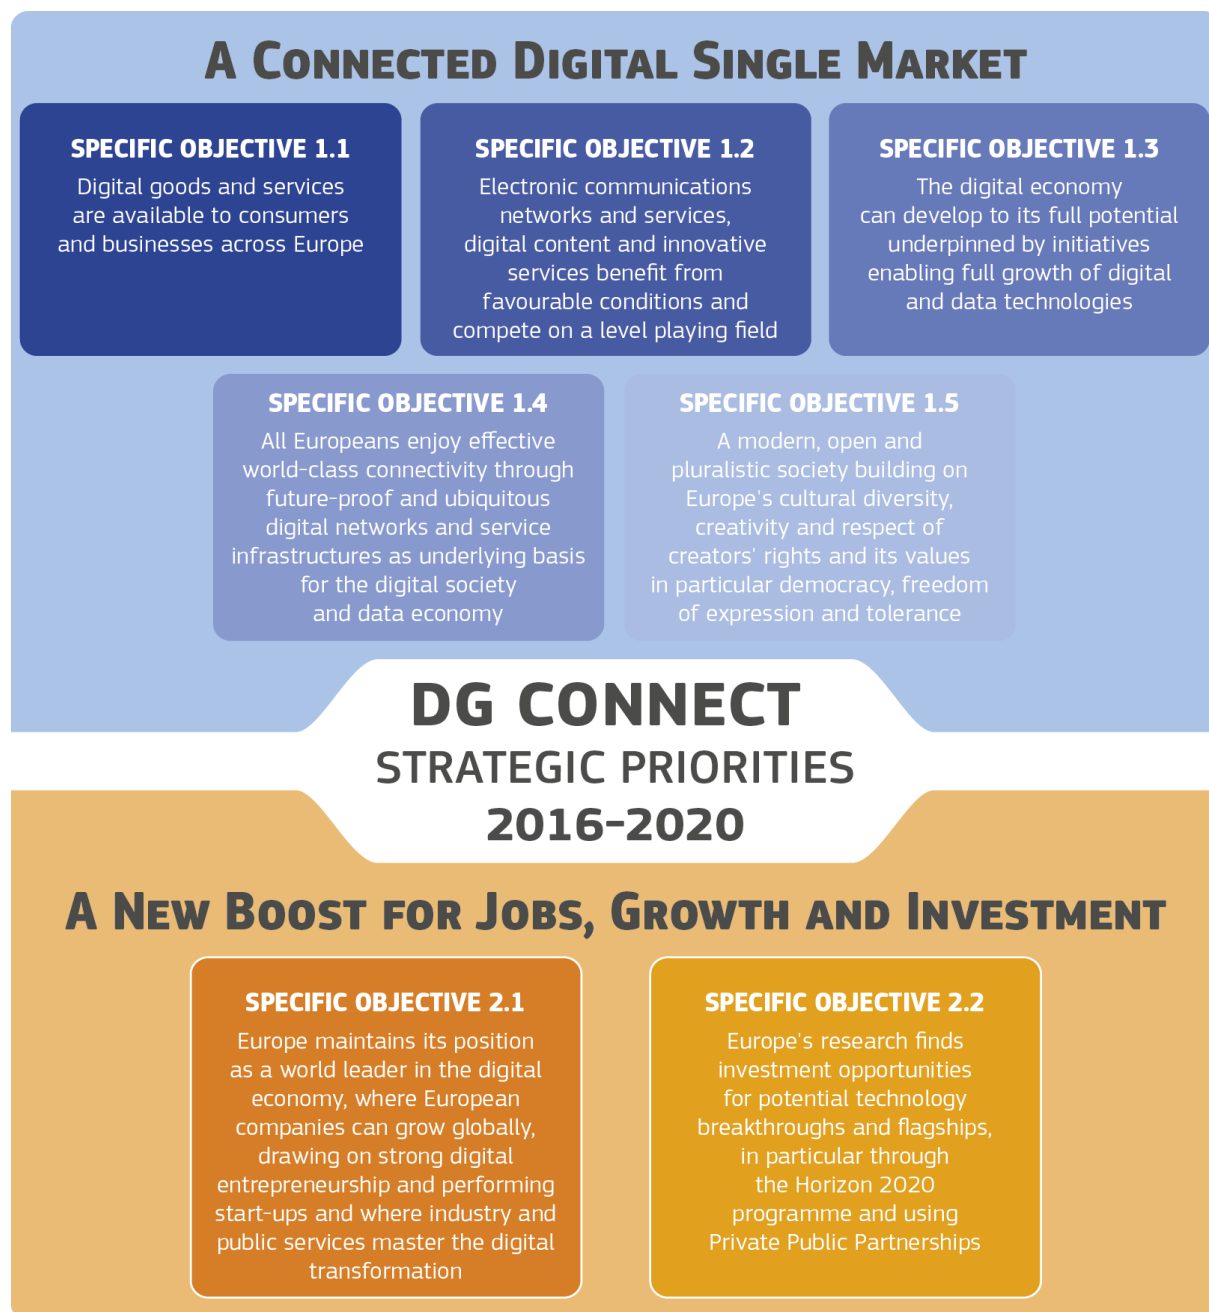 A Connected Digital Single Market
SPECIFIC OBJECTIVE 1.1
Digital goods and services
are available to consumers
and businesses across Europe
SPECIFIC OBJECTIVE 1.2
Electronic communications
networks and services,
digital content and innovative
services benefit from
favourable conditions and
compete on a level playing field
SPECIFIC OBJECTIVE 1.3
The digital economy
can develop to its full potential
underpinned by initiatives
enabling full growth of digital
and data technologies
SPECIFIC OBJECTIVE 1.4
All Europeans enjoy effective
world-class connectivity through
future-proof and ubiquitous
digital networks and service
infrastructures as underlying basis
for the digital society
and data economy
SPECIFIC OBJECTIVE 1.5
A modern, open and
pluralistic society building on
Europe's cultural diversity,
creativity and respect of
creators' rights and its values
in particular democracy, freedom
of expression and tolerance
DG CONNECT
STRATEGIC PRIORITIES
2016-2020
A New Boost for Jobs, Growth and Investment
SPECIFIC OBJECTIVE 2.1
Europe maintains its position
as a world leader in the digital
economy, where European
companies can grow globally,
drawing on strong digital
entrepreneurship and performing
start-ups and where industry and
public services master the digital
transformation
SPECIFIC OBJECTIVE 2.2
Europe's research finds
investment opportunities
for potential technology
breakthroughs and flagships,
in particular through
the Horizon 2020
programme and using
Private Public Partnerships